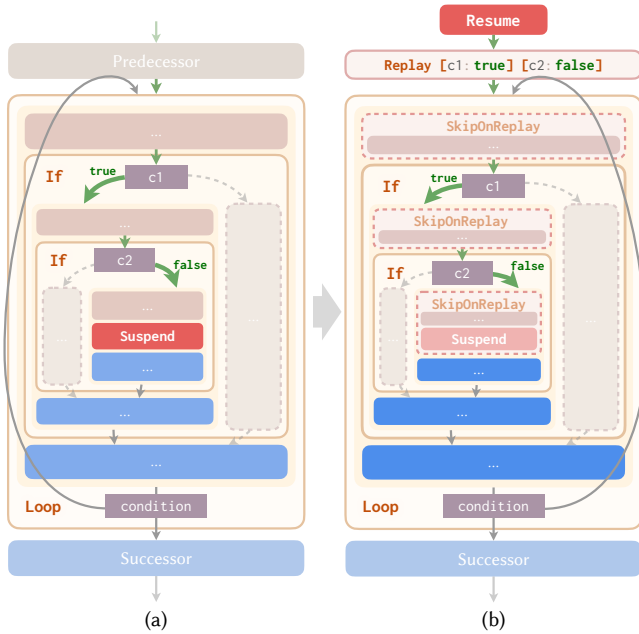 Predecessor
...
If
true
c1
...
If
c2
false
...
...
...
Suspend
...
...
...
Loop
condition
Successor
(a)
Resume
Replay [c1: true] [c2: false]
SkipOnReplay
...
If
true
c1
SkipOnReplay
...
If
c2
false
SkipOnReplay
...
...
...
Suspend
...
...
...
Loop
condition
Successor
(b)